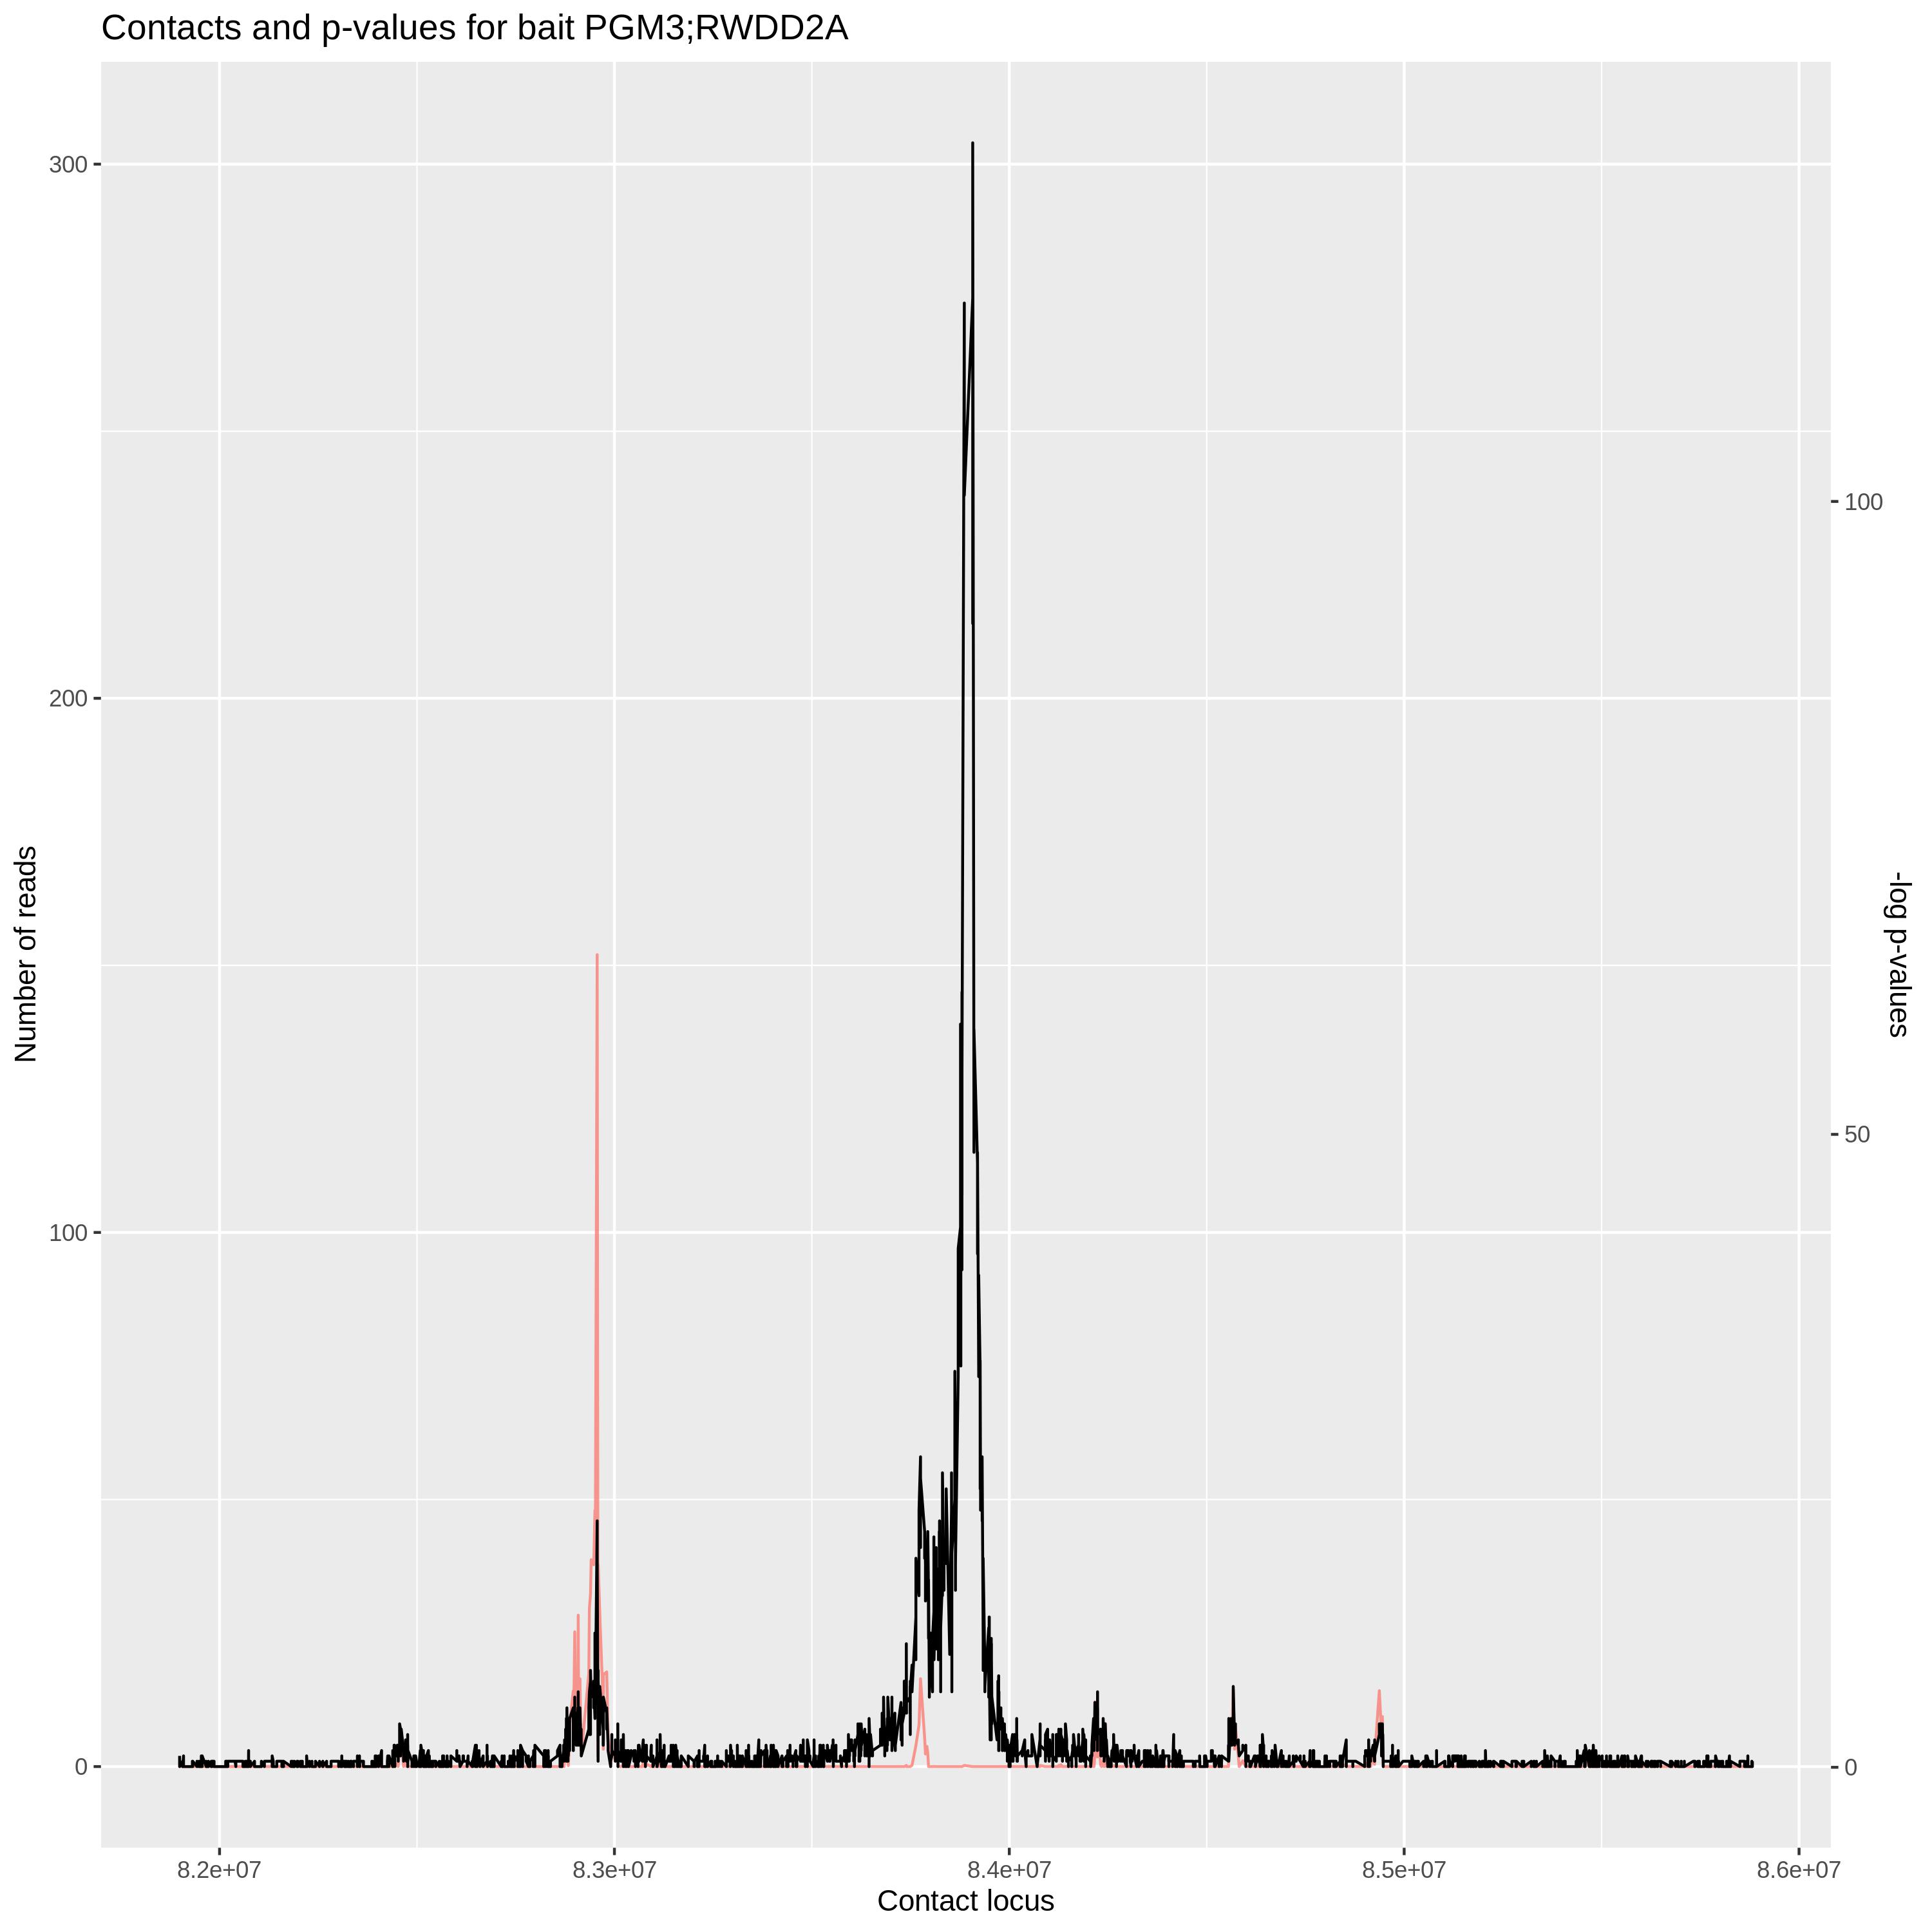 Contacts and p-values for bait PGM3;RWDD2A
300
200
100
0
Number of reads
100
50
0
-log p-values
8.2e+07 8.3e+07 8.4e+07 8.5e+07 8.6e+07
Contact locus